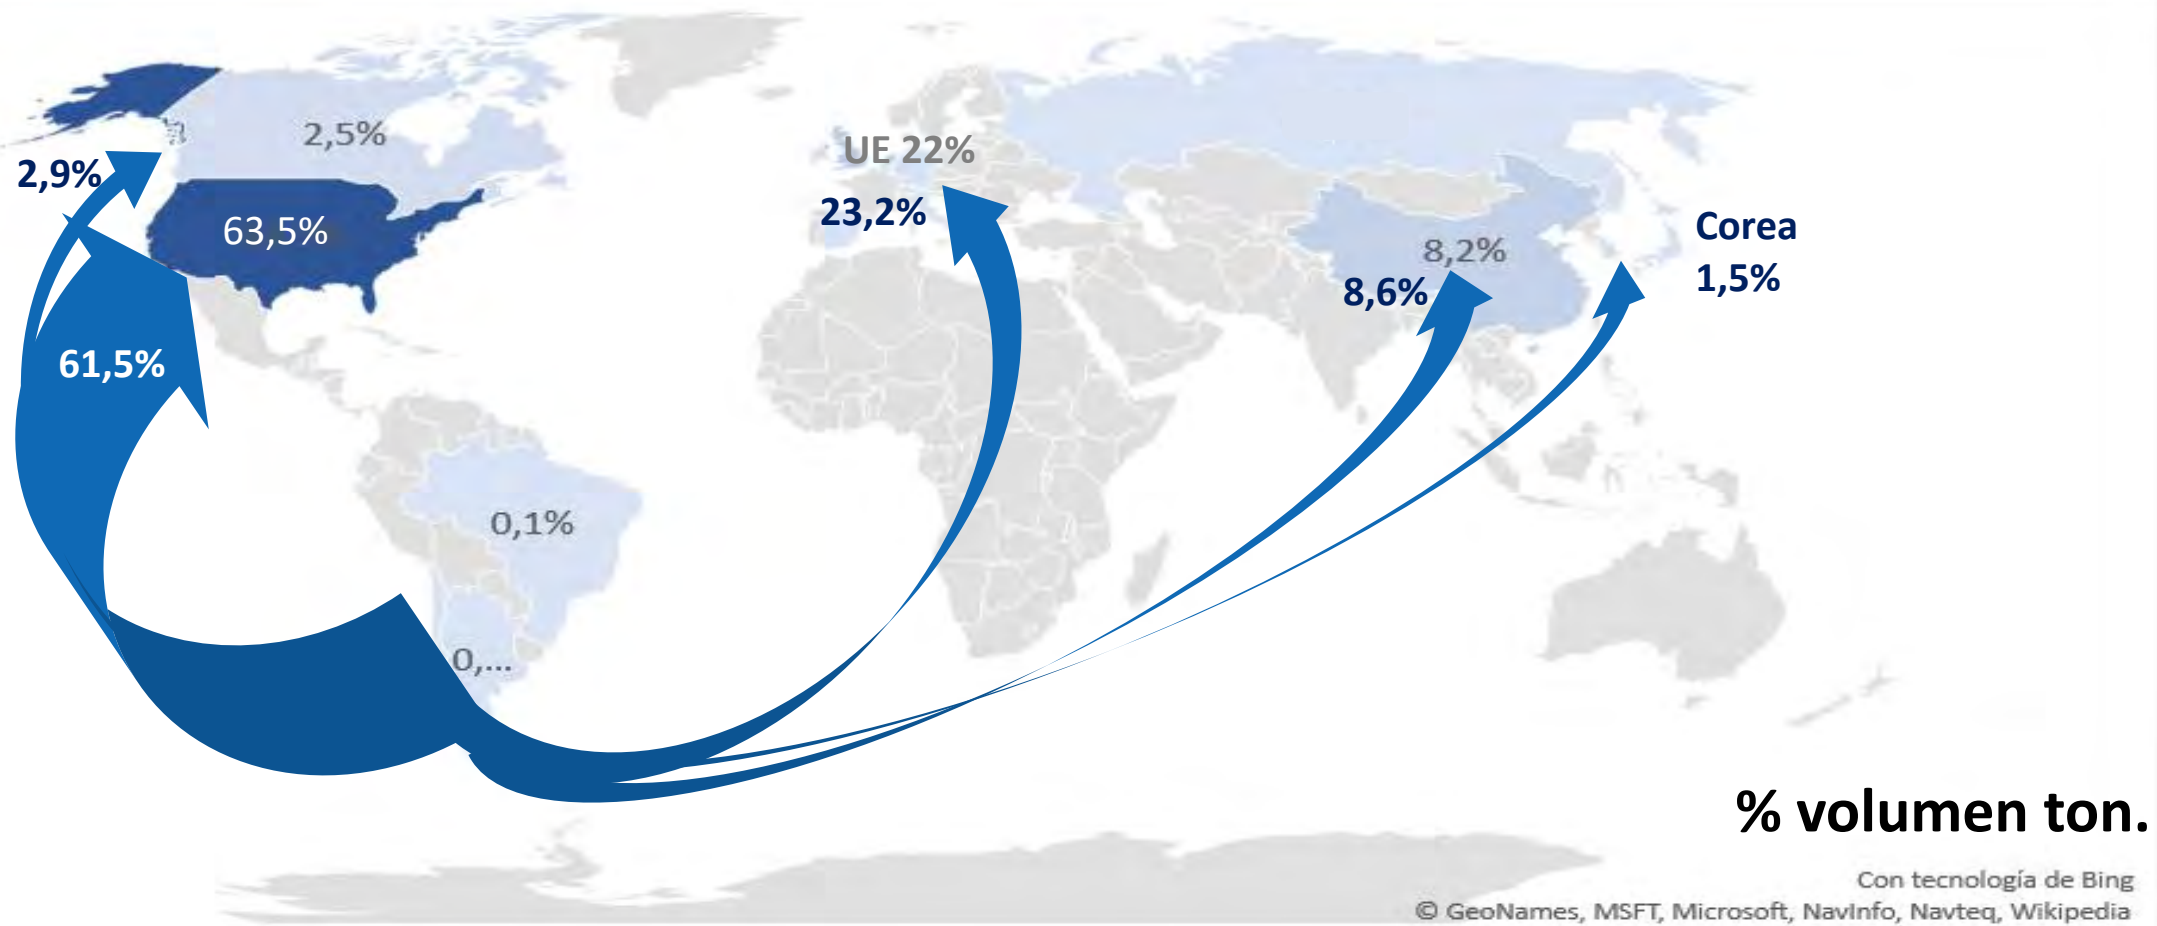 2,5%
UE 22%
2,9%
23,2%
63,5%
Corea
1,5%
8,2%
8,6%
61,5%
0,1%
0,...
% volumen ton.
Con tecnología de Bing
© GeoNames, MSFT, Microsoft, NavInfo, Navteq, Wikipedia